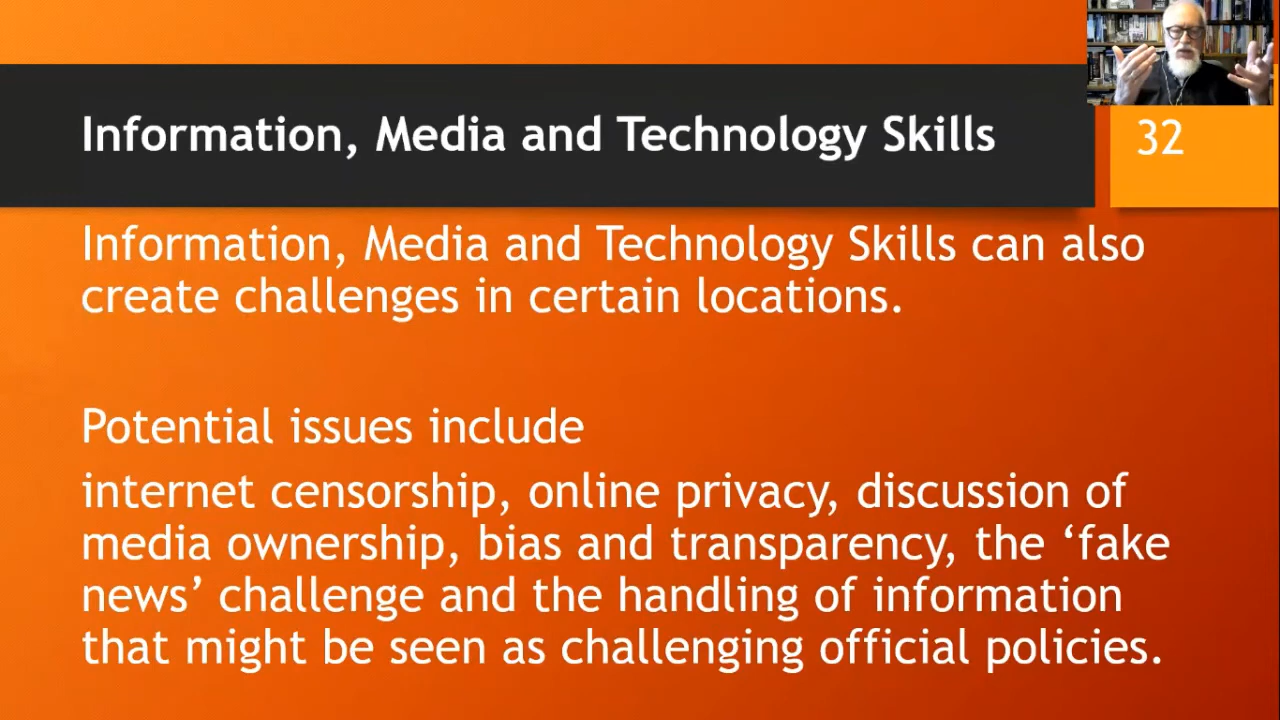 Information, Media and Technology Skills
32
Information, Media and Technology Skills can also
create challenges in certain locations.
Potential issues include
internet censorship, online privacy, discussion of
media ownership, bias and transparency, the ‘fake
news’ challenge and the handling of information
that might be seen as challenging official policies.